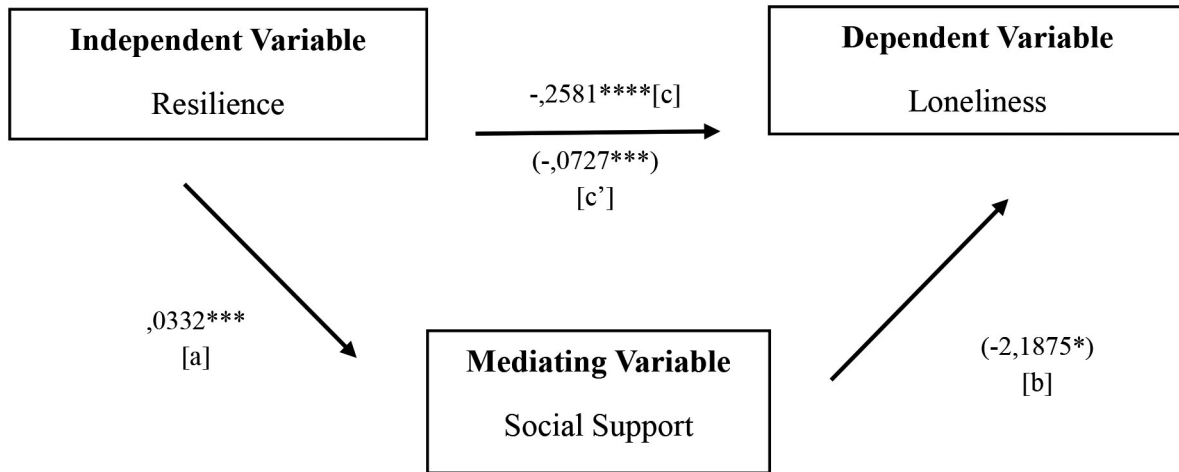 Independent Variable
Resilience
Dependent Variable
Loneliness
-,2581****[c]
(-,0727***)
[c’]
,0332***
[a]
Mediating Variable
Social Support
(-2,1875*)
[b]